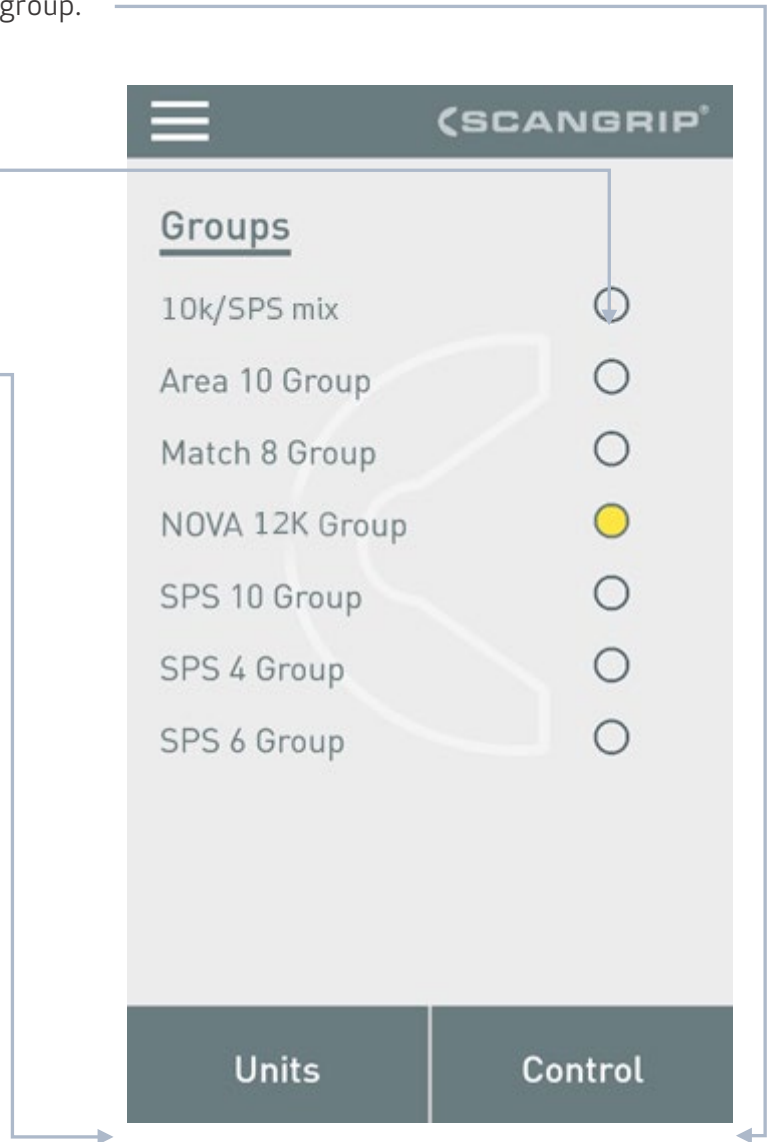 group.
SCANGRIP®
Groups
10k/SPS mix
Area 10 Group
Match 8 Group
NOVA 12K Group
SPS 10 Group
SPS 4 Group
SPS 6 Group
Units
Control